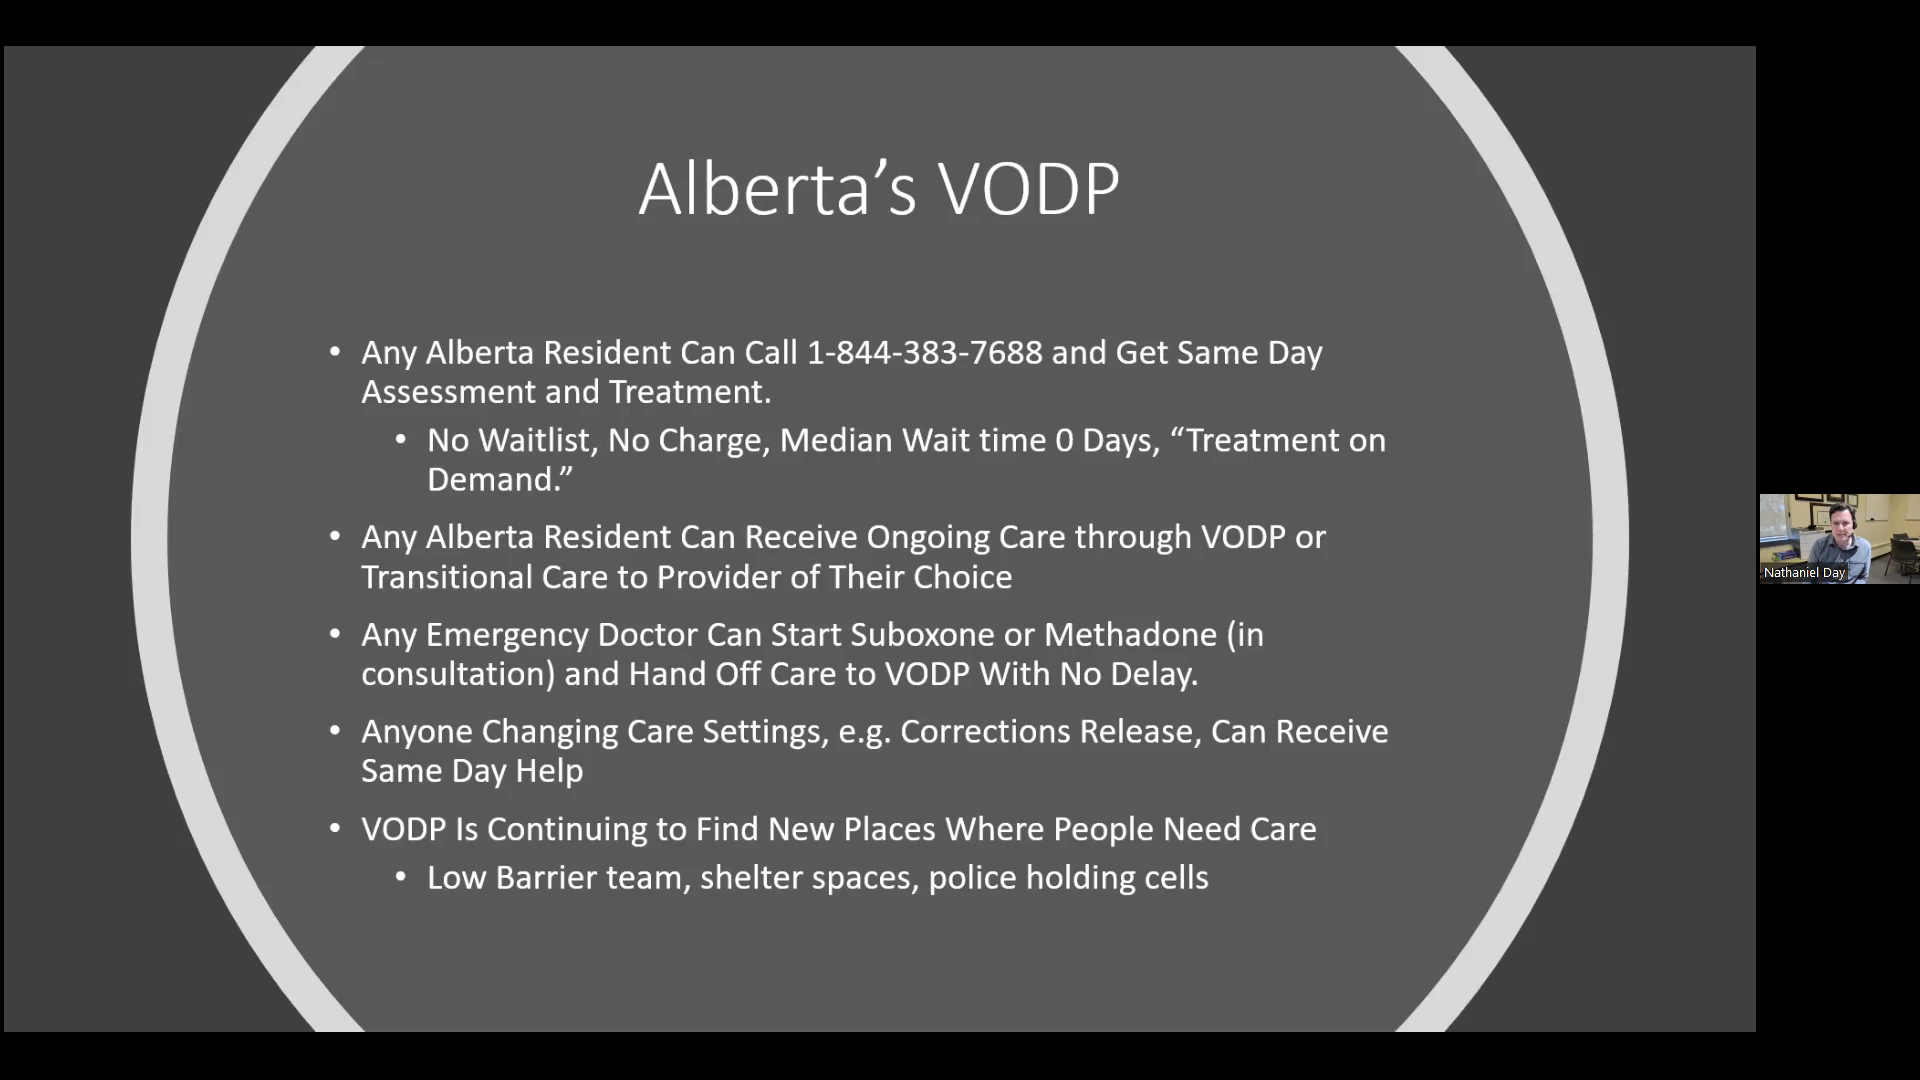 Alberta’s VODP
• Any Alberta Resident Can Call 1-844-383-7688 and Get Same Day
Assessment and Treatment.
• No Waitlist, No Charge, Median Wait time 0 Days, “Treatment on
Demand.”
• Any Alberta Resident Can Receive Ongoing Care through VODP or
Transitional Care to Provider of Their Choice
• Any Emergency Doctor Can Start Suboxone or Methadone (in
consultation) and Hand Off Care to VODP With No Delay.
• Anyone Changing Care Settings, e.g. Corrections Release, Can Receive
Same Day Help
• VODP Is Continuing to Find New Places Where People Need Care
• Low Barrier team, shelter spaces, police holding cells
Nathaniel Day